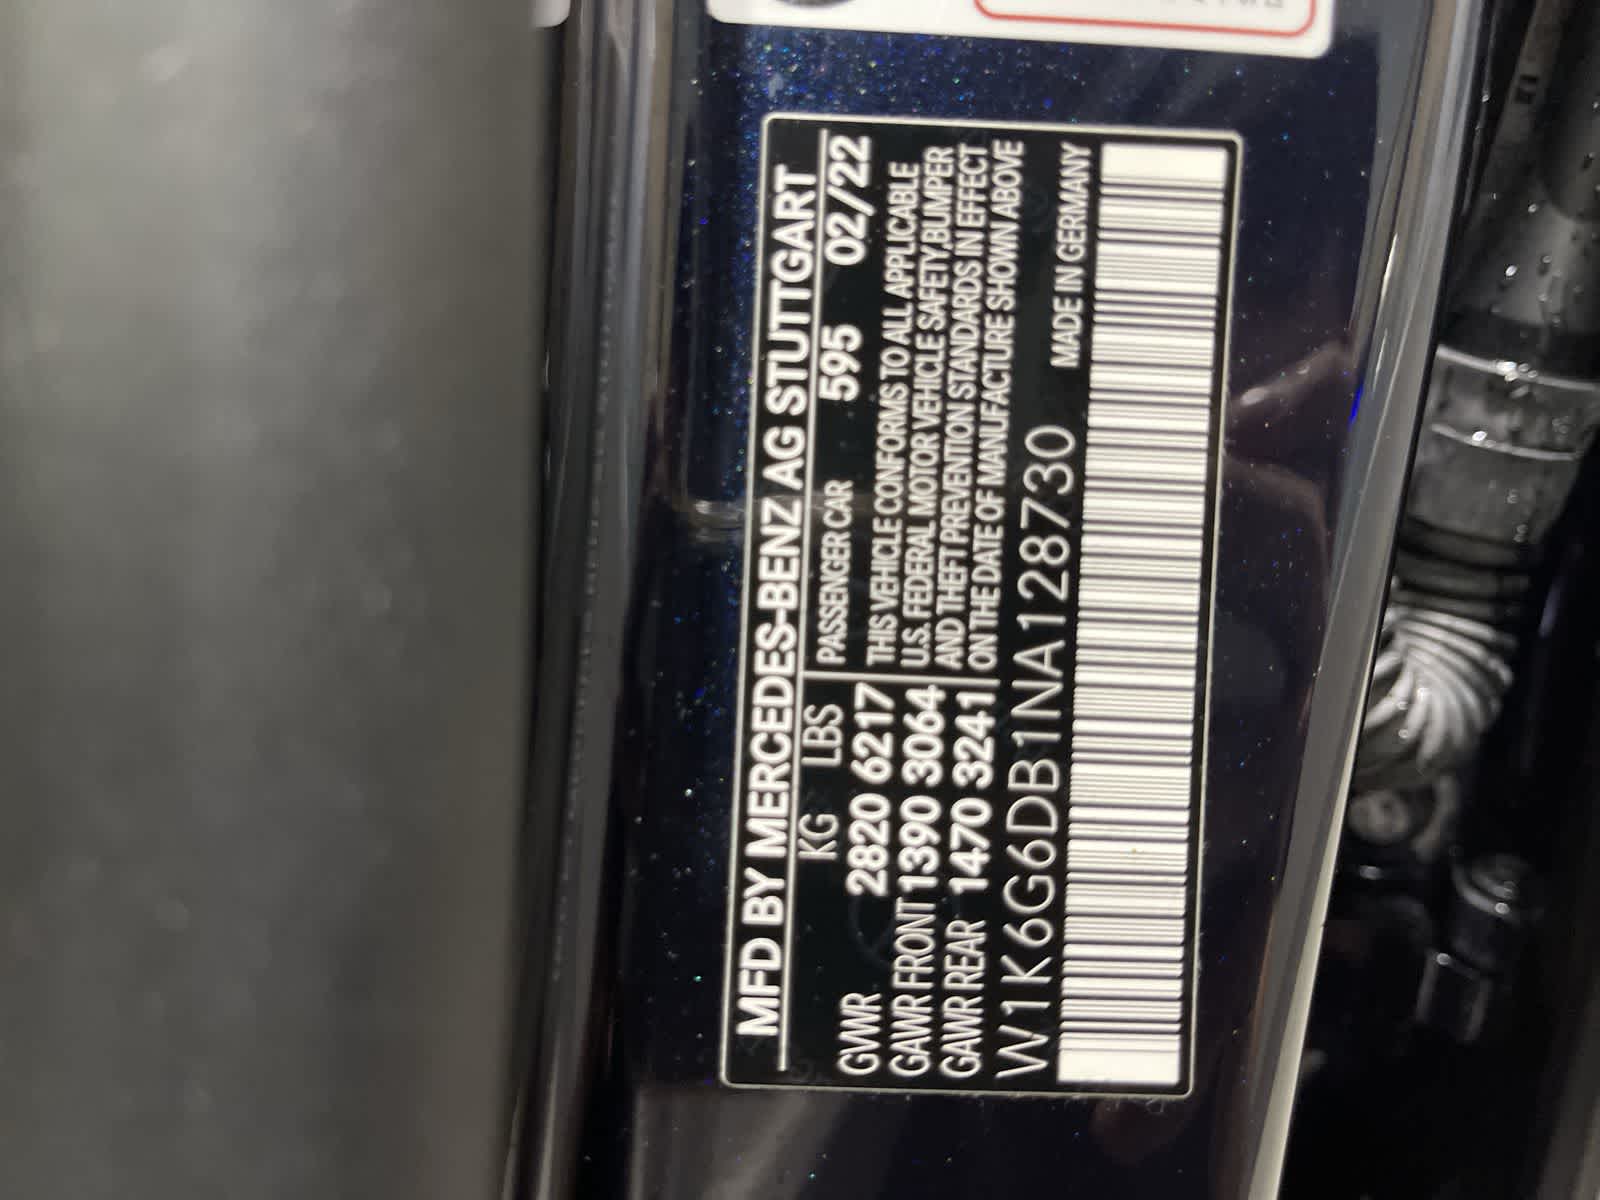 MFD BY MERCEDES-BENZ AG STUTTGART
KG LBS
GVWR 2820 6217
GAWR FRONT 1390 3064
GAWR REAR 1470 3241
PASSENGER CAR 595 02/22
THIS VEHICLE CONFORMS TO ALL APPLICABLE
U.S. FEDERAL MOTOR VEHICLE SAFETY,BUMPER
AND THEFT PREVENTION STANDARDS IN EFFECT
ON THE DATE OF MANUFACTURE SHOWN ABOVE
W1K6G6DB1NA128730 MADE IN GERMANY